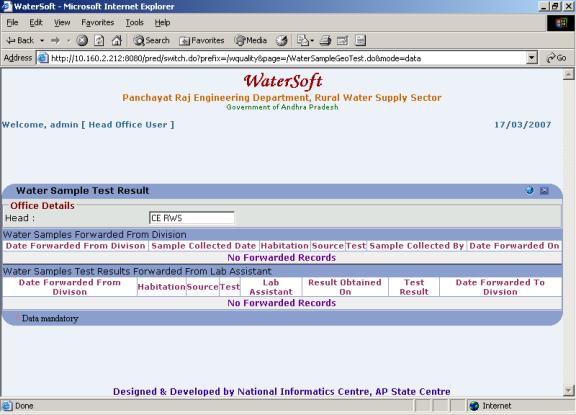 WaterSoft - Microsoft Internet Explorer
File Edit View Favorites Tools Help
Back Search Favorites Media
Address http://10.160.2.212:8080/pred/switch.do?prefix=/wquality&page=/WaterSampleGeoTest.do&mode=data Go
WaterSoft
Panchayat Raj Engineering Department, Rural Water Supply Sector
Government of Andhra Pradesh
Welcome, admin [ Head Office User ] 17/03/2007
Water Sample Test Result
Office Details
Head : CE RWS
Water Samples Forwarded From Division
Date Forwarded From Divison Sample Collected Date Habitation Source Test Sample Collected By Date Forwarded On
No Forwarded Records
Water Samples Test Results Forwarded From Lab Assistant
Date Forwarded From Divison Habitation Source Test Lab Assistant Result Obtained On Test Result Date Forwarded To Divsion
No Forwarded Records
* Data mandatory
Designed & Developed by National Informatics Centre, AP State Centre
Done Internet